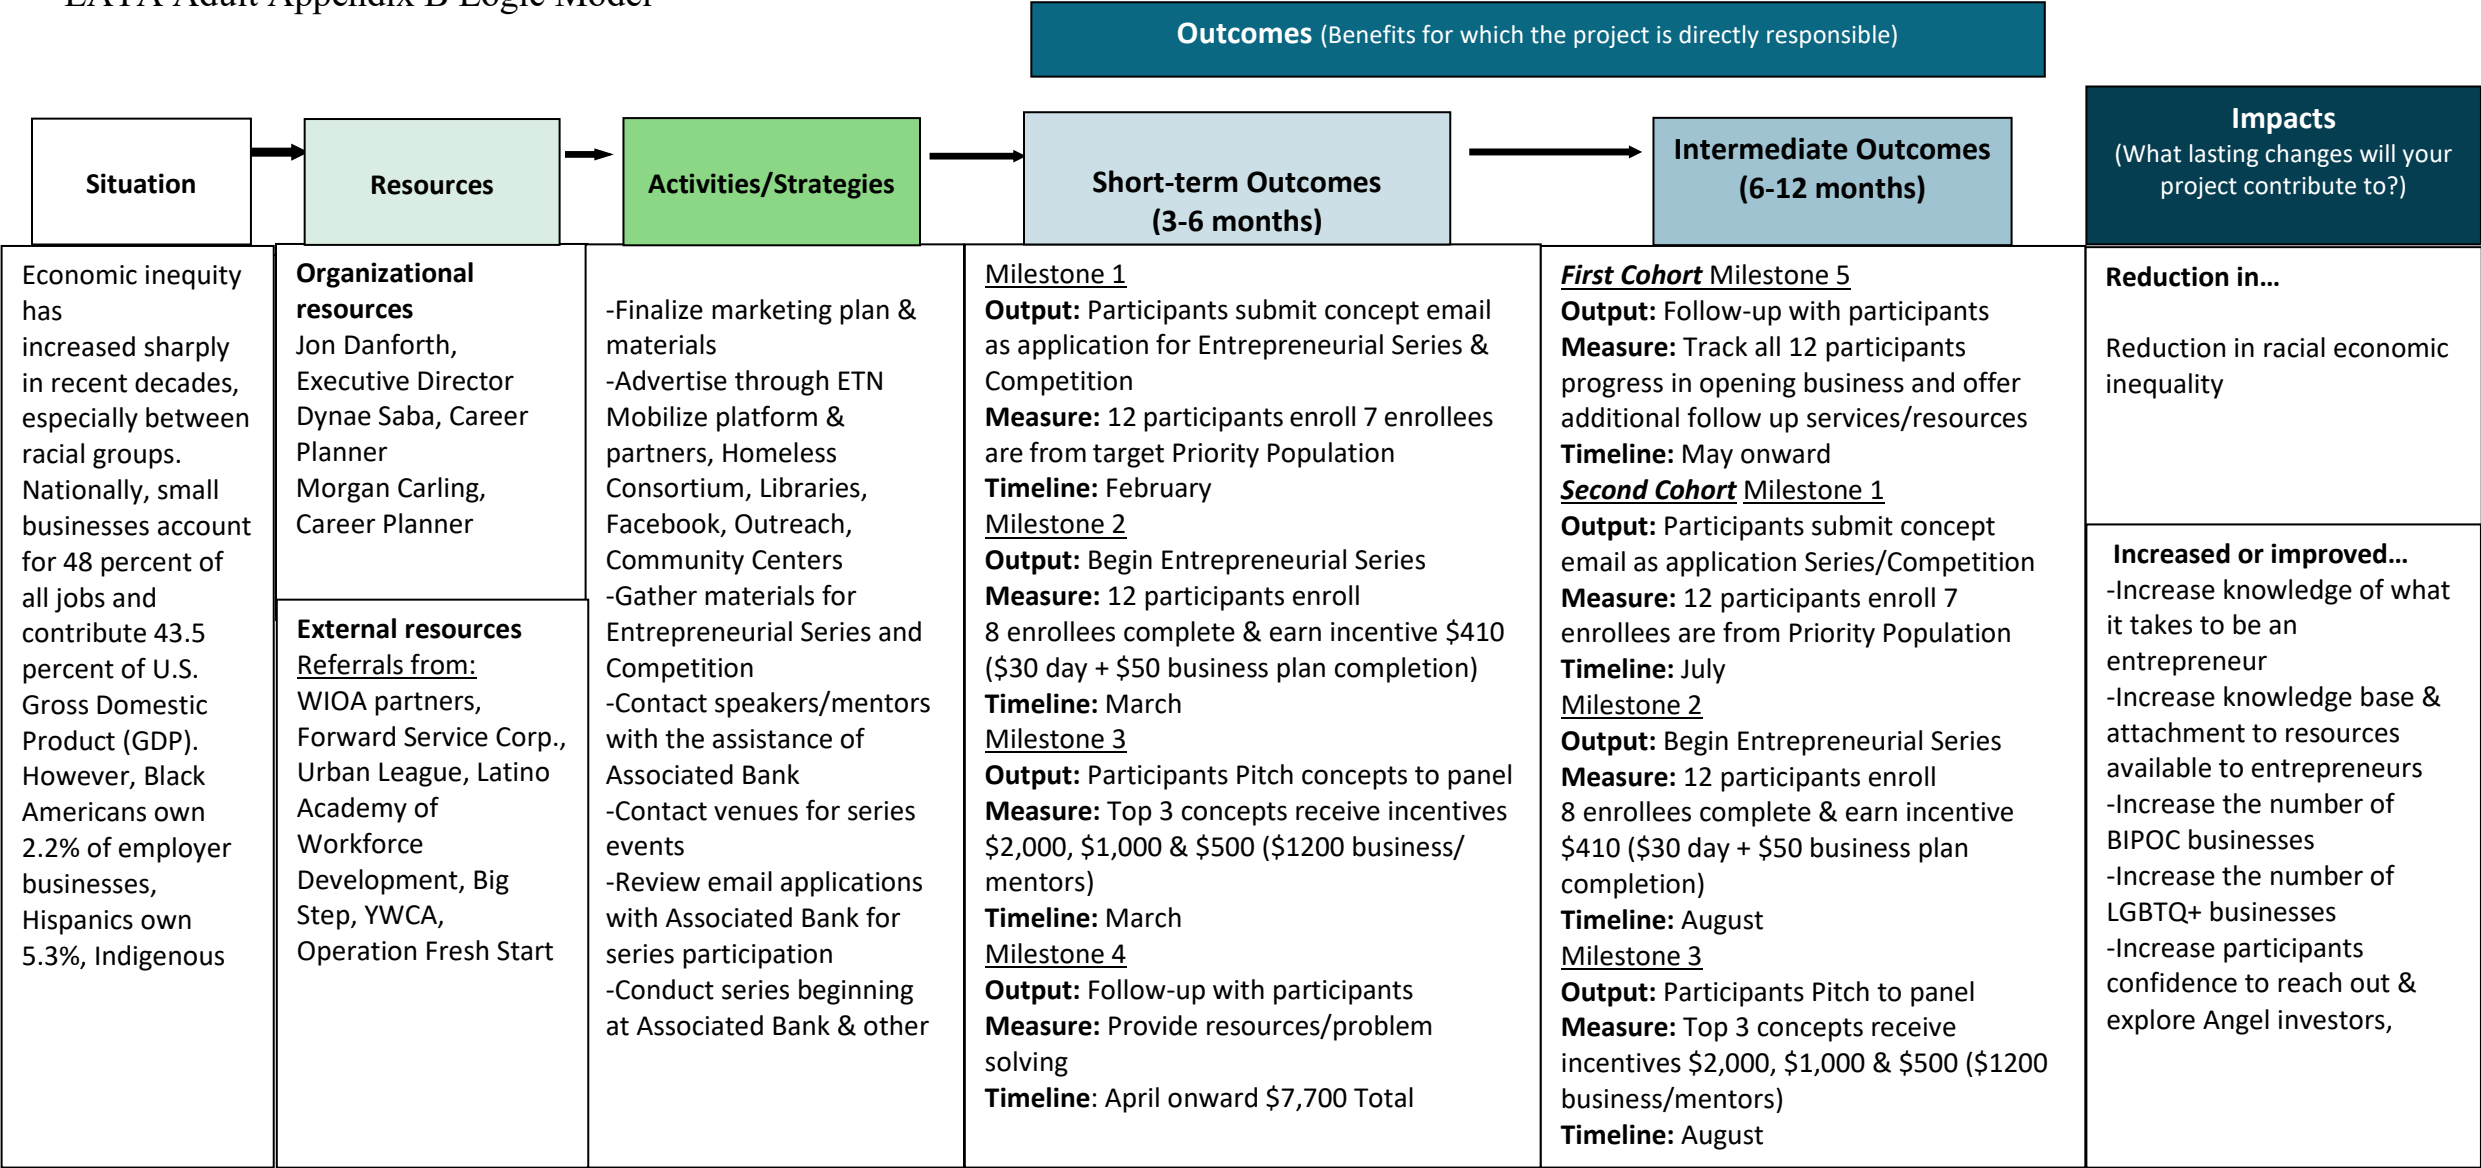 Adult Appendix B Logic Model
Outcomes (Benefits for which the project is directly responsible)
Situation
Resources
Activities/Strategies
Short-term Outcomes
(3-6 months)
Intermediate Outcomes
(6-12 months)
Impacts
(What lasting changes will your
project contribute to?)
Economic inequity
has
increased sharply
in recent decades,
especially between
racial groups.
Nationally, small
businesses account
for 48 percent of
all jobs and
contribute 43.5
percent of U.S.
Gross Domestic
Product (GDP).
However, Black
Americans own
2.2% of employer
businesses,
Hispanics own
5.3%, Indigenous
Organizational
resources
Jon Danforth,
Executive Director
Dynae Saba, Career
Planner
Morgan Carling,
Career Planner
External resources
Referrals from:
WIOA partners,
Forward Service Corp.,
Urban League, Latino
Academy of
Workforce
Development, Big
Step, YWCA,
Operation Fresh Start
-Finalize marketing plan &
materials
-Advertise through ETN
Mobilize platform &
partners, Homeless
Consortium, Libraries,
Facebook, Outreach,
Community Centers
-Gather materials for
Entrepreneurial Series and
Competition
-Contact speakers/mentors
with the assistance of
Associated Bank
-Contact venues for series
events
-Review email applications
with Associated Bank for
series participation
-Conduct series beginning
at Associated Bank & other
Milestone 1
Output: Participants submit concept email
as application for Entrepreneurial Series &
Competition
Measure: 12 participants enroll 7 enrollees
are from target Priority Population
Timeline: February
Milestone 2
Output: Begin Entrepreneurial Series
Measure: 12 participants enroll
8 enrollees complete & earn incentive $410
($30 day + $50 business plan completion)
Timeline: March
Milestone 3
Output: Participants Pitch concepts to panel
Measure: Top 3 concepts receive incentives
$2,000, $1,000 & $500 ($1200 business/
mentors)
Timeline: March
Milestone 4
Output: Follow-up with participants
Measure: Provide resources/problem
solving
Timeline: April onward $7,700 Total
First Cohort Milestone 5
Output: Follow-up with participants
Measure: Track all 12 participants
progress in opening business and offer
additional follow up services/resources
Timeline: May onward
Second Cohort Milestone 1
Output: Participants submit concept
email as application Series/Competition
Measure: 12 participants enroll 7
enrollees are from Priority Population
Timeline: July
Milestone 2
Output: Begin Entrepreneurial Series
Measure: 12 participants enroll
8 enrollees complete & earn incentive
$410 ($30 day + $50 business plan
completion)
Timeline: August
Milestone 3
Output: Participants Pitch to panel
Measure: Top 3 concepts receive
incentives $2,000, $1,000 & $500 ($1200
business/mentors)
Timeline: August
Reduction in…
Reduction in racial economic
inequality
Increased or improved…
-Increase knowledge of what
it takes to be an
entrepreneur
-Increase knowledge base &
attachment to resources
available to entrepreneurs
-Increase the number of
BIPOC businesses
-Increase the number of
LGBTQ+ businesses
-Increase participants
confidence to reach out &
explore Angel investors,